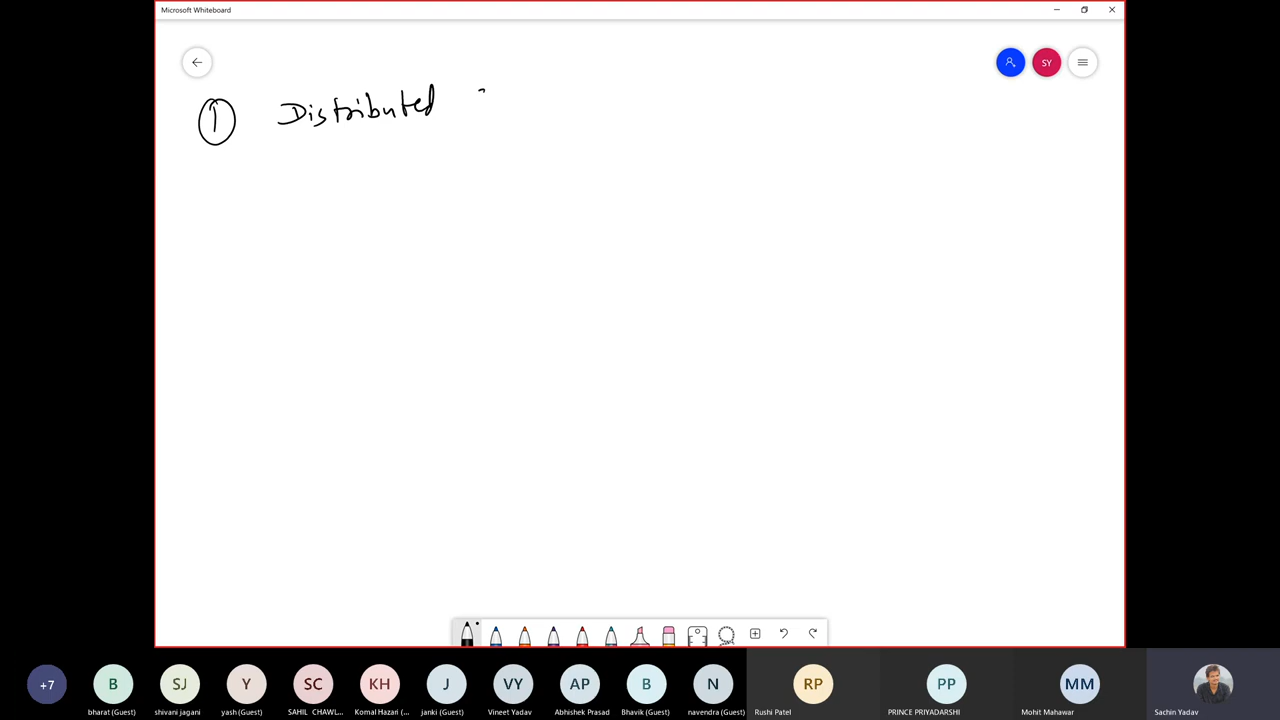 Microsoft Whiteboard
SY
① Distributed
+7
B
SJ
Y
SC
KH
J
VY
AP
B
N
RP
PP
MM
bharat (Guest)
shivani jagani
yash (Guest)
SAHIL CHAWL...
Komal Hazari (...
janki (Guest)
Vineet Yadav
Abhishek Prasad
Bhavik (Guest)
navendra (Guest)
Rushi Patel
PRINCE PRIYADARSHI
Mohit Mahawar
Sachin Yadav